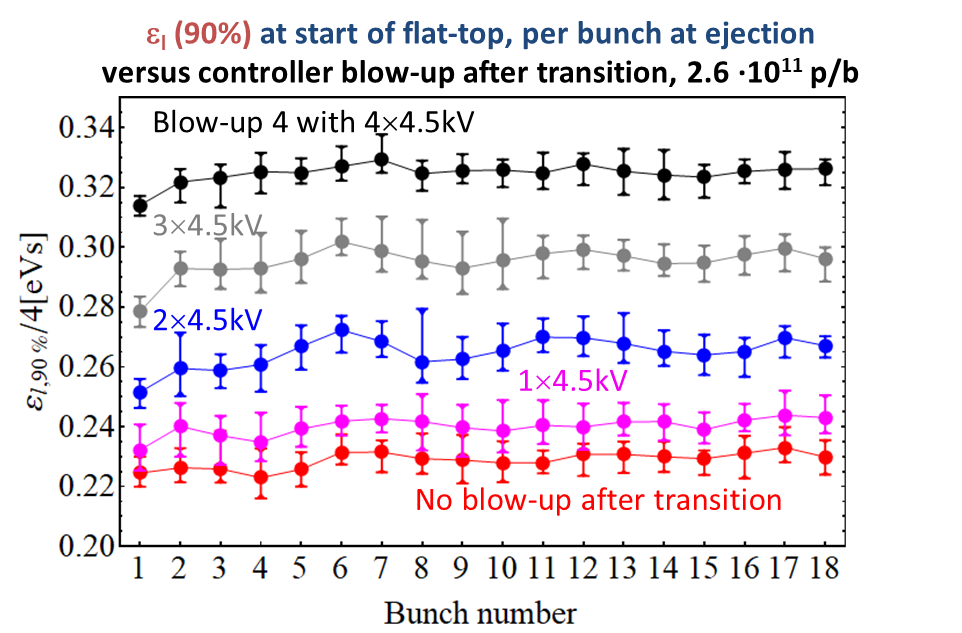 εl (90%) at start of flat-top, per bunch at ejection
versus controller blow-up after transition, 2.6 ·10¹¹ p/b
Blow-up 4 with 4×4.5kV
3×4.5kV
2×4.5kV
1×4.5kV
No blow-up after transition
0.34
0.32
0.30
0.28
0.26
0.24
0.22
0.20
εl,90 %/4[eVs]
1 2 3 4 5 6 7 8 9 10 11 12 13 14 15 16 17 18
Bunch number